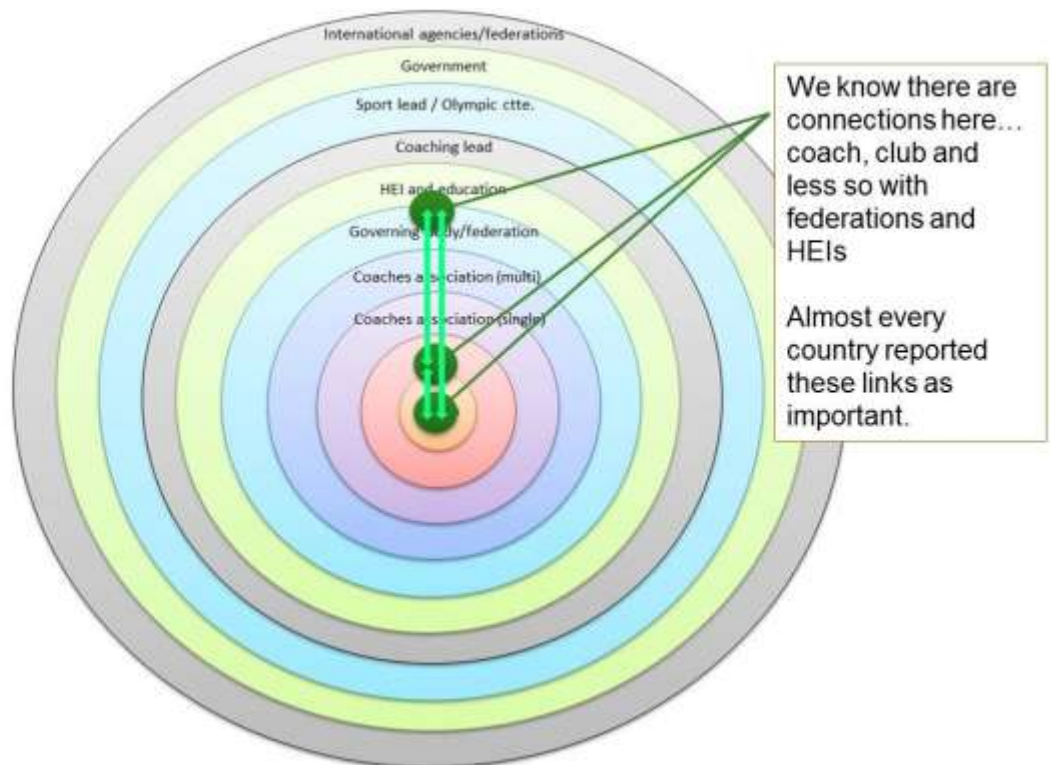 International agencies/federations
Government
Sport lead / Olympic ctte.
Coaching lead
HEI and education
Governing body/federation
Coaches association (multi)
Coaches association (single)
We know there are
connections here...
coach, club and
less so with
federations and
HEIs
Almost every
country reported
these links as
important.